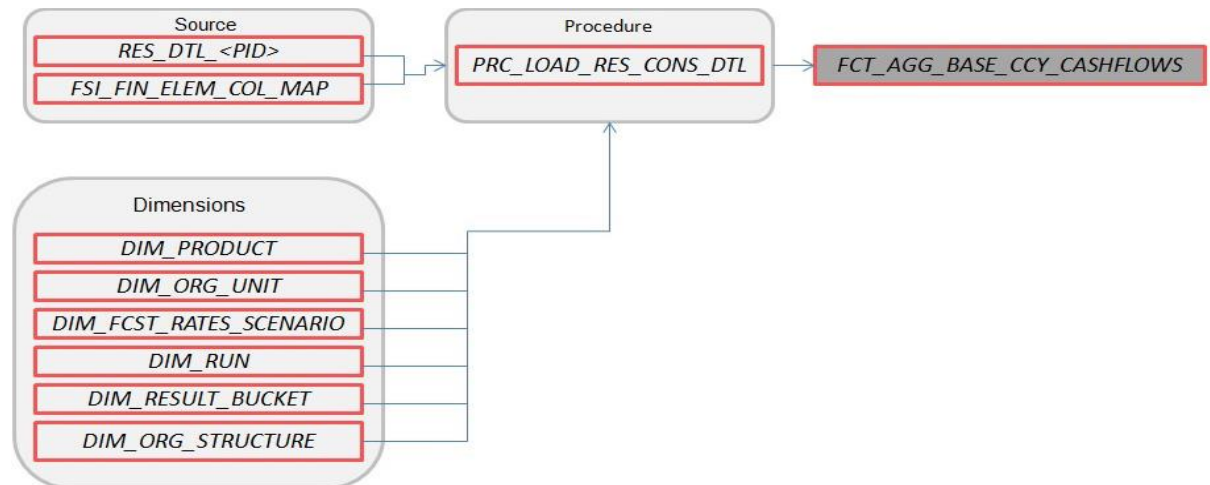 Source
RES_DTL_<PID>
FSI_FIN_ELEM_COL_MAP
Procedure
PRC_LOAD_RES_CONS_DTL
FCT_AGG_BASE_CCY_CASHFLOWS
Dimensions
DIM_PRODUCT
DIM_ORG_UNIT
DIM_FCST_RATES_SCENARIO
DIM_RUN
DIM_RESULT_BUCKET
DIM_ORG_STRUCTURE